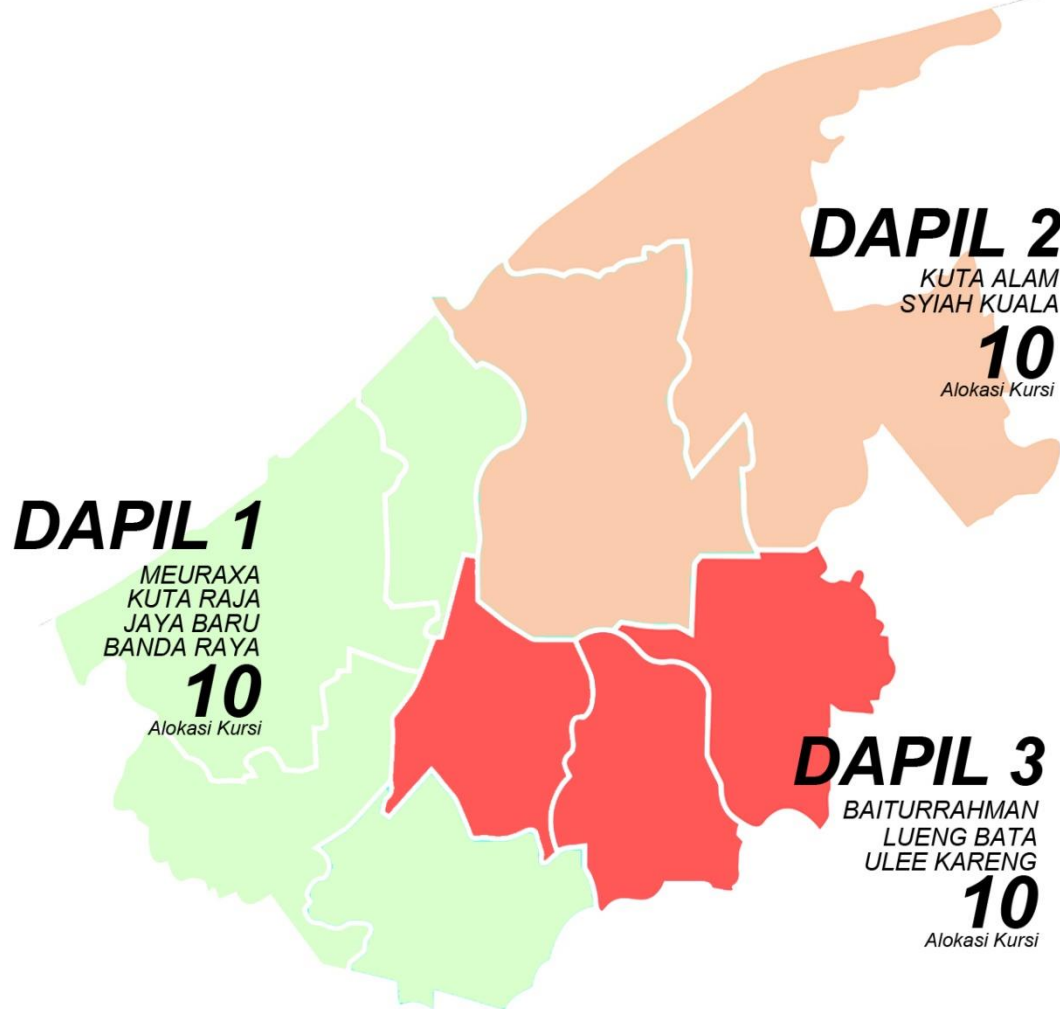 DAPIL 2
KUTA ALAM
SYIAH KUALA
10
Alokasi Kursi
DAPIL 1
MEURAXA
KUTA RAJA
JAYA BARU
BANDA RAYA
10
Alokasi Kursi
DAPIL 3
BAITURRAHMAN
LUENG BATA
ULEE KARENG
10
Alokasi Kursi